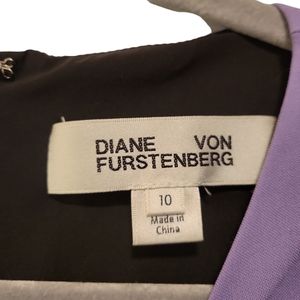 DIANE VON
FURSTENBERG
10
Made in
China